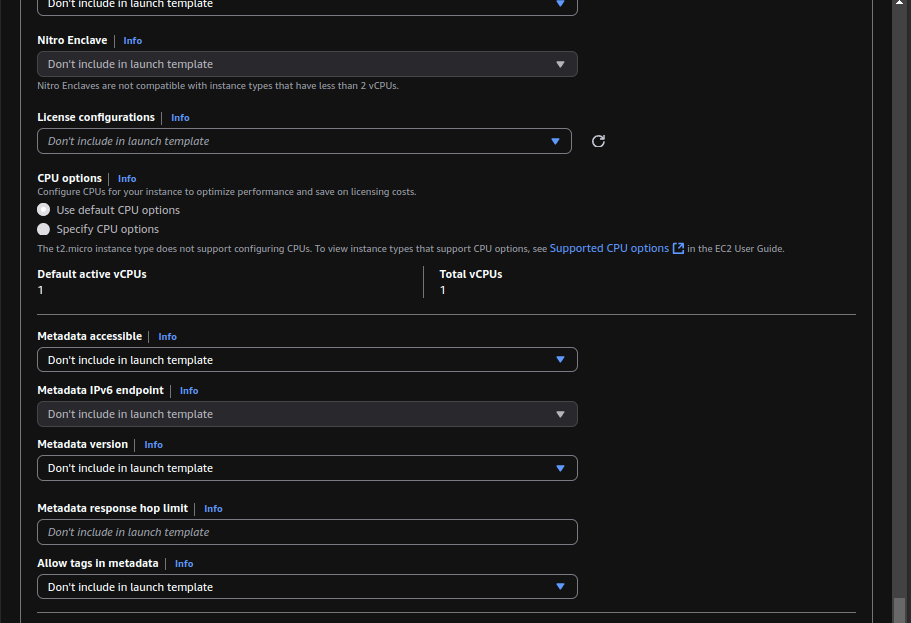 Don't include in launch template
Nitro Enclave Info
Don't include in launch template
Nitro Enclaves are not compatible with instance types that have less than 2 vCPUs.
License configurations Info
Don't include in launch template
CPU options Info
Configure CPUs for your instance to optimize performance and save on licensing costs.
Use default CPU options
Specify CPU options
The t2.micro instance type does not support configuring CPUs. To view instance types that support CPU options, see Supported CPU options in the EC2 User Guide.
Default active vCPUs
1
Total vCPUs
1
Metadata accessible Info
Don't include in launch template
Metadata IPv6 endpoint Info
Don't include in launch template
Metadata version Info
Don't include in launch template
Metadata response hop limit Info
Don't include in launch template
Allow tags in metadata Info
Don't include in launch template